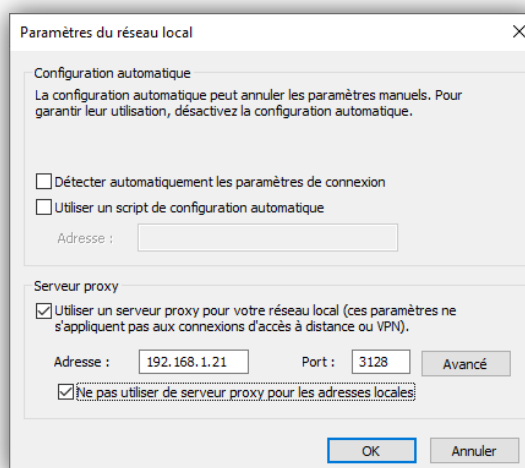 Paramètres du réseau local
Configuration automatique
La configuration automatique peut annuler les paramètres manuels. Pour
garantir leur utilisation, désactivez la configuration automatique.
Détecter automatiquement les paramètres de connexion
Utiliser un script de configuration automatique
Adresse :
Serveur proxy
Utiliser un serveur proxy pour votre réseau local (ces paramètres ne
s'appliquent pas aux connexions d'accès à distance ou VPN).
Adresse : 192.168.1.21 Port : 3128 Avancé
Ne pas utiliser de serveur proxy pour les adresses locales
OK Annuler